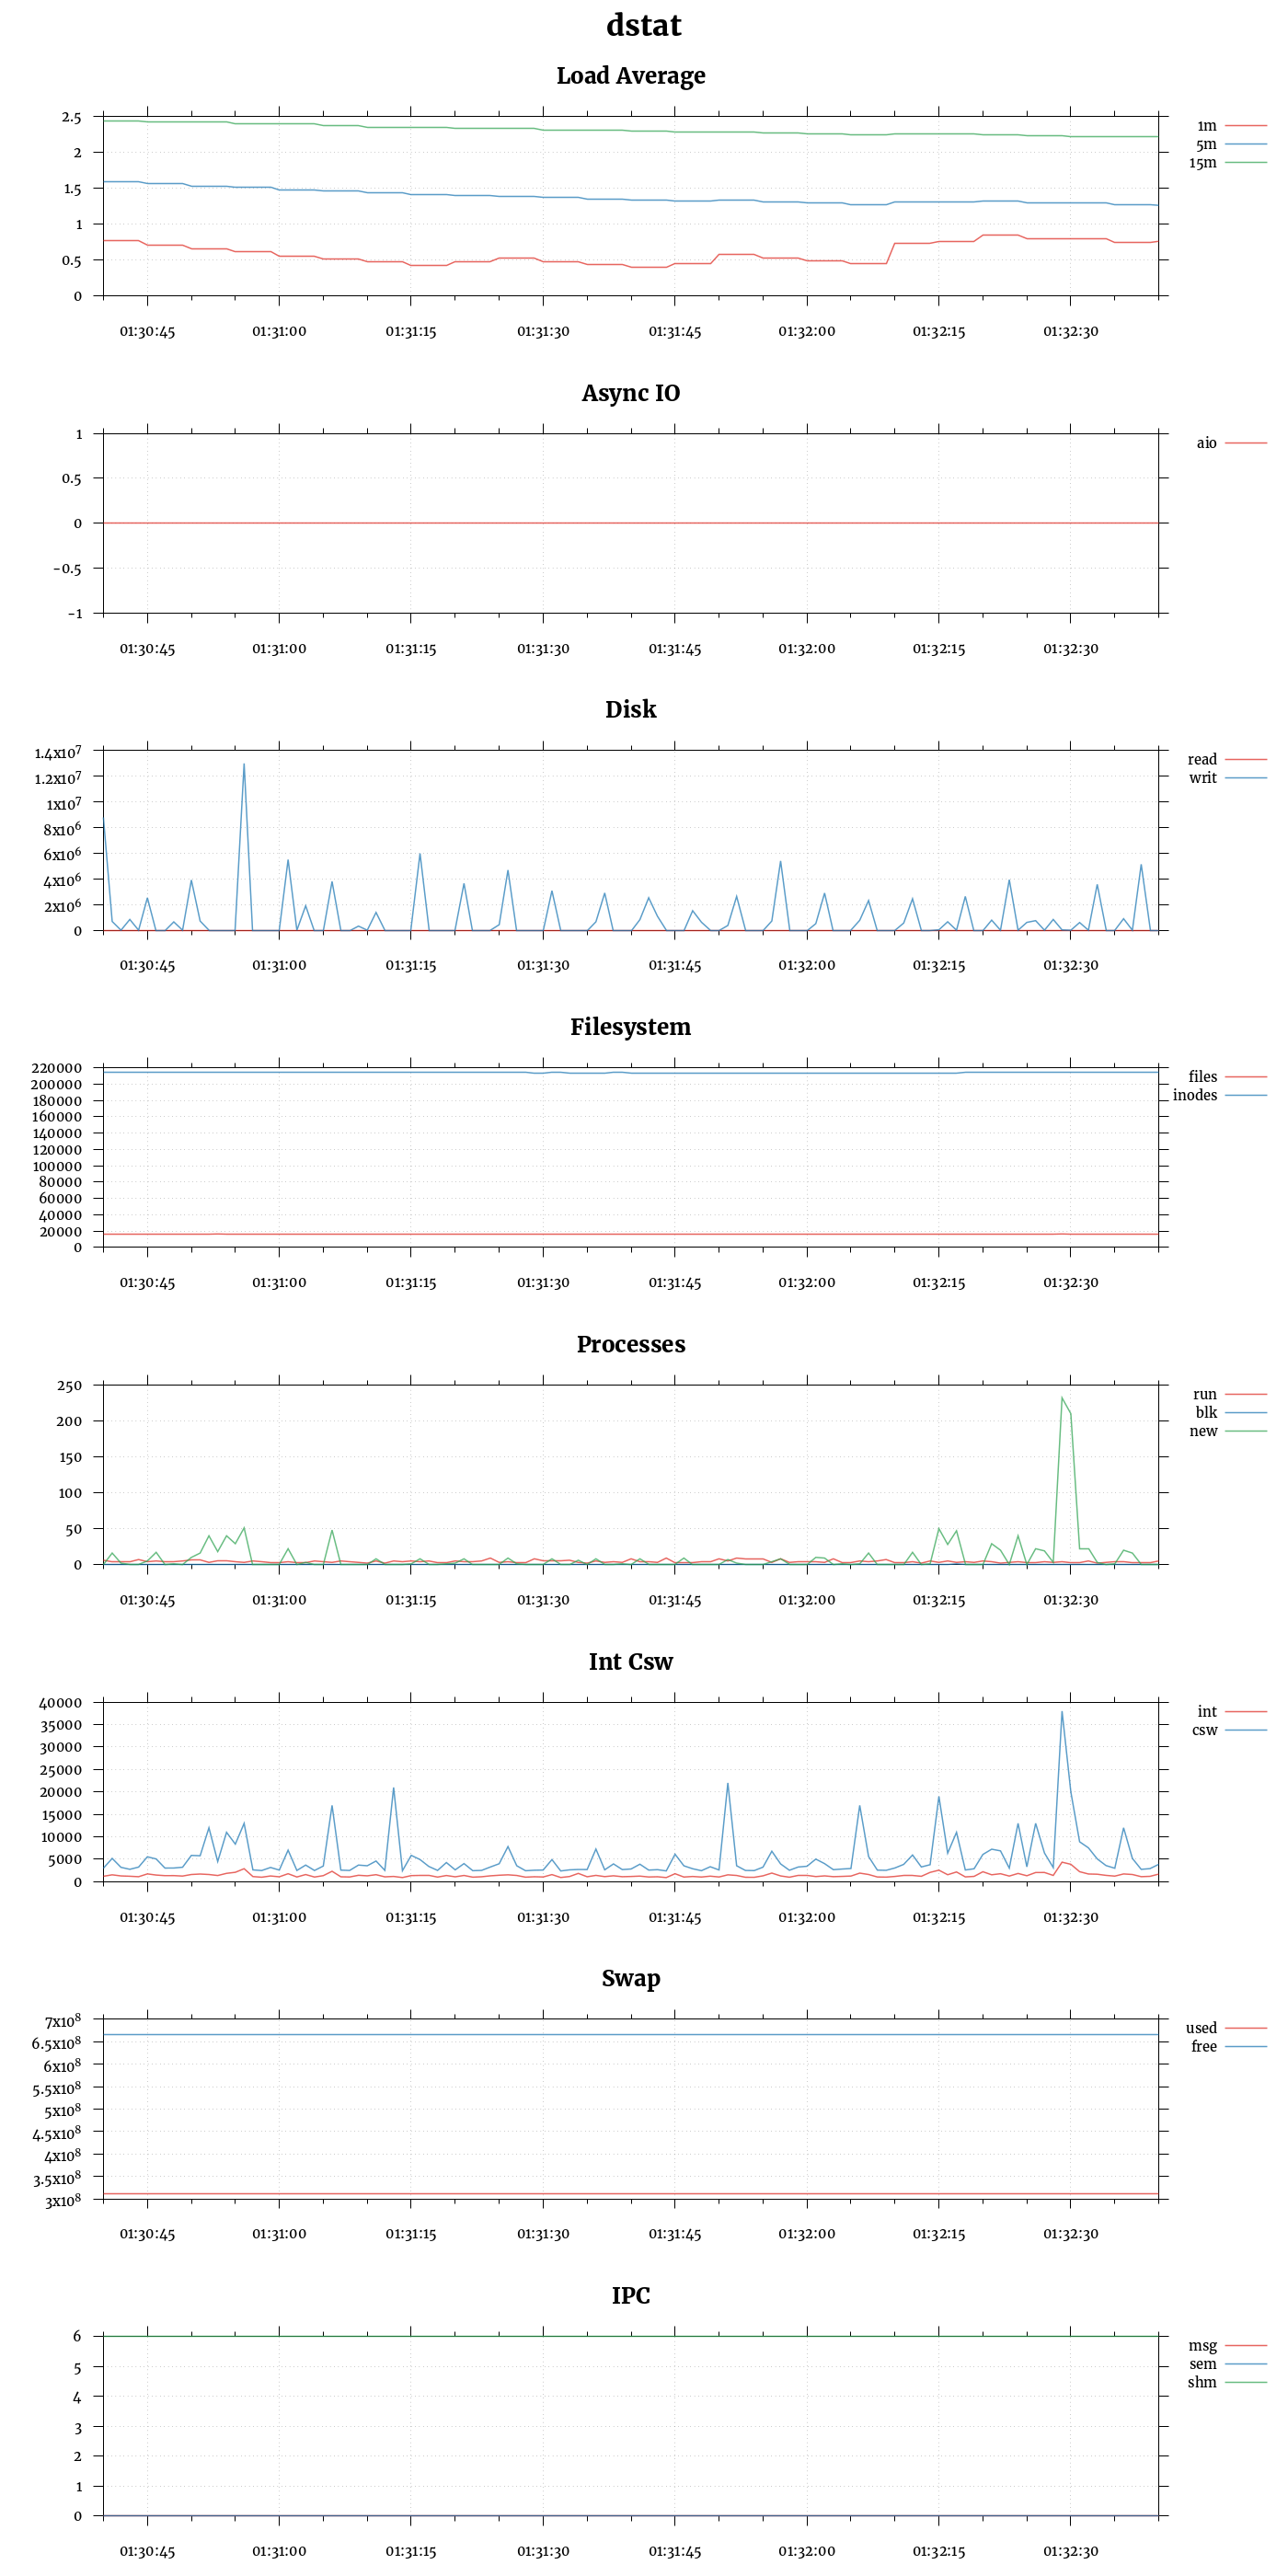 dstat
Load Average
2.5
2
1.5
1
0.5
0
01:30:45 01:31:00 01:31:15 01:31:30 01:31:45 01:32:00 01:32:15 01:32:30
1m
5m
15m
Async IO
1
0.5
0
-0.5
-1
01:30:45 01:31:00 01:31:15 01:31:30 01:31:45 01:32:00 01:32:15 01:32:30
aio
Disk
1.4x10⁷
1.2x10⁷
1x10⁷
8x10⁶
6x10⁶
4x10⁶
2x10⁶
0
01:30:45 01:31:00 01:31:15 01:31:30 01:31:45 01:32:00 01:32:15 01:32:30
read
writ
Filesystem
220000
200000
180000
160000
140000
120000
100000
80000
60000
40000
20000
0
01:30:45 01:31:00 01:31:15 01:31:30 01:31:45 01:32:00 01:32:15 01:32:30
files
inodes
Processes
250
200
150
100
50
0
01:30:45 01:31:00 01:31:15 01:31:30 01:31:45 01:32:00 01:32:15 01:32:30
run
blk
new
Int Csw
40000
35000
30000
25000
20000
15000
10000
5000
0
01:30:45 01:31:00 01:31:15 01:31:30 01:31:45 01:32:00 01:32:15 01:32:30
int
csw
Swap
7x10⁸
6.5x10⁸
6x10⁸
5.5x10⁸
5x10⁸
4.5x10⁸
4x10⁸
3.5x10⁸
3x10⁸
01:30:45 01:31:00 01:31:15 01:31:30 01:31:45 01:32:00 01:32:15 01:32:30
used
free
IPC
6
5
4
3
2
1
0
01:30:45 01:31:00 01:31:15 01:31:30 01:31:45 01:32:00 01:32:15 01:32:30
msg
sem
shm